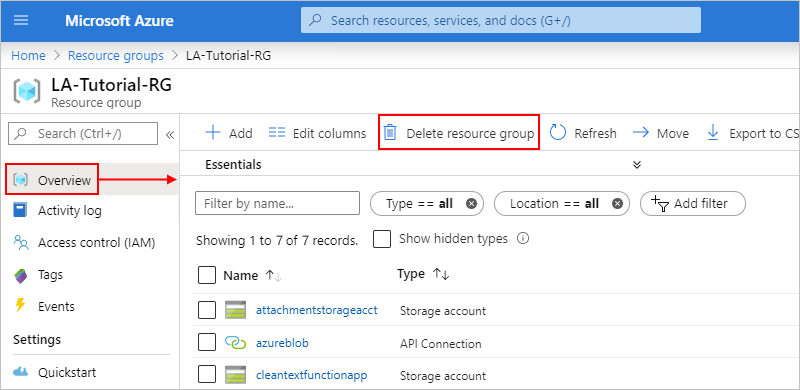 Microsoft Azure
Search resources, services, and docs (G+/)
Home > Resource groups > LA-Tutorial-RG
LA-Tutorial-RG
Resource group
Search (Ctrl+/)
«
Add
Edit columns
Delete resource group
Refresh
Move
Export to CS
Overview
Activity log
Access control (IAM)
Tags
Events
Settings
Quickstart
Essentials
Filter by name...
Type == all
Location == all
Add filter
Showing 1 to 7 of 7 records.
Show hidden types
Name ↑↓ Type ↑↓
attachmentstorageacct Storage account
azureblob API Connection
cleantextfunctionapp Storage account